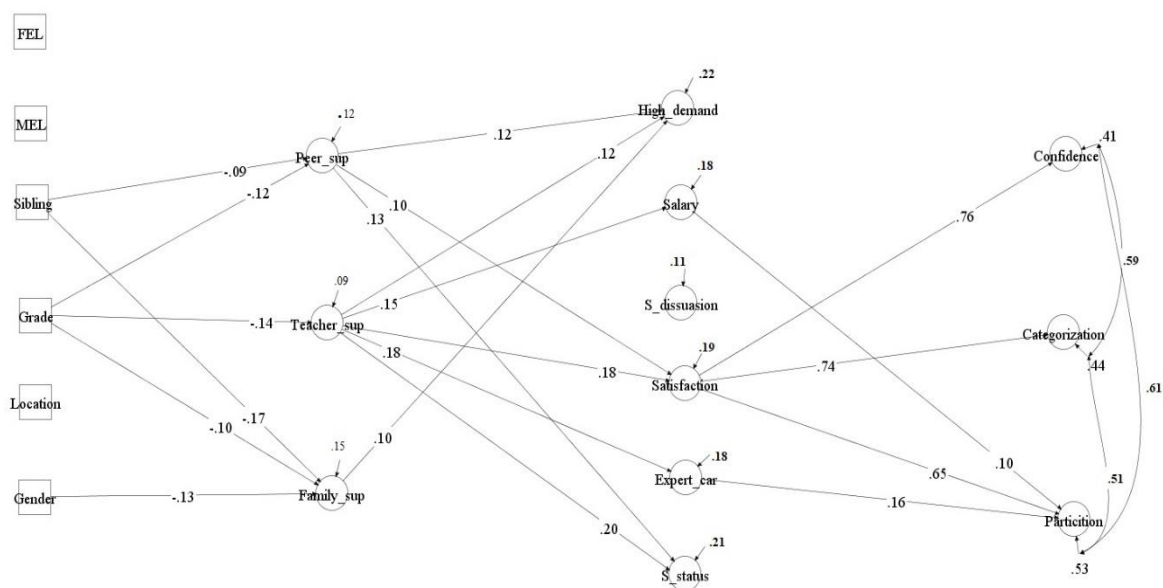 FEL
MEL
Sibling
Grade
Location
Gender
-.09
-.12
-.14
-.17
-.10
-.13
.12
Peer_sup
.09
Teacher_sup
.15
Family_sup
.12
.12
.10
.13
.15
.18
.18
.10
.20
.22
High_demand
.18
Salary
.11
S_dissuasion
.19
Satisfaction
.18
Expert_car
.21
S_status
.76
.74
.10
.65
.16
.41
Confidence
.59
Categorization
.44
.61
.51
Particition
.53